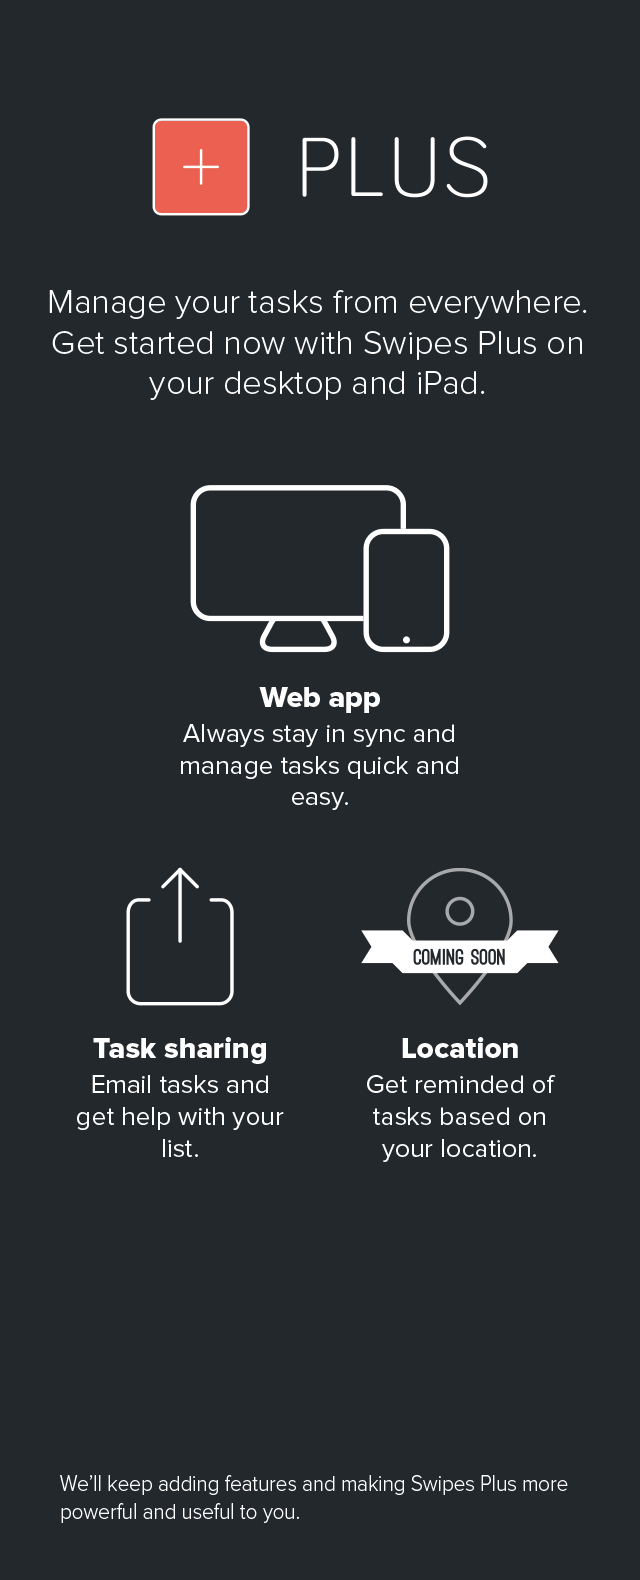 + PLUS
Manage your tasks from everywhere.
Get started now with Swipes Plus on
your desktop and iPad.
Web app
Always stay in sync and
manage tasks quick and
easy.
COMING SOON
Task sharing
Email tasks and
get help with your
list.
Location
Get reminded of
tasks based on
your location.
We'll keep adding features and making Swipes Plus more
powerful and useful to you.